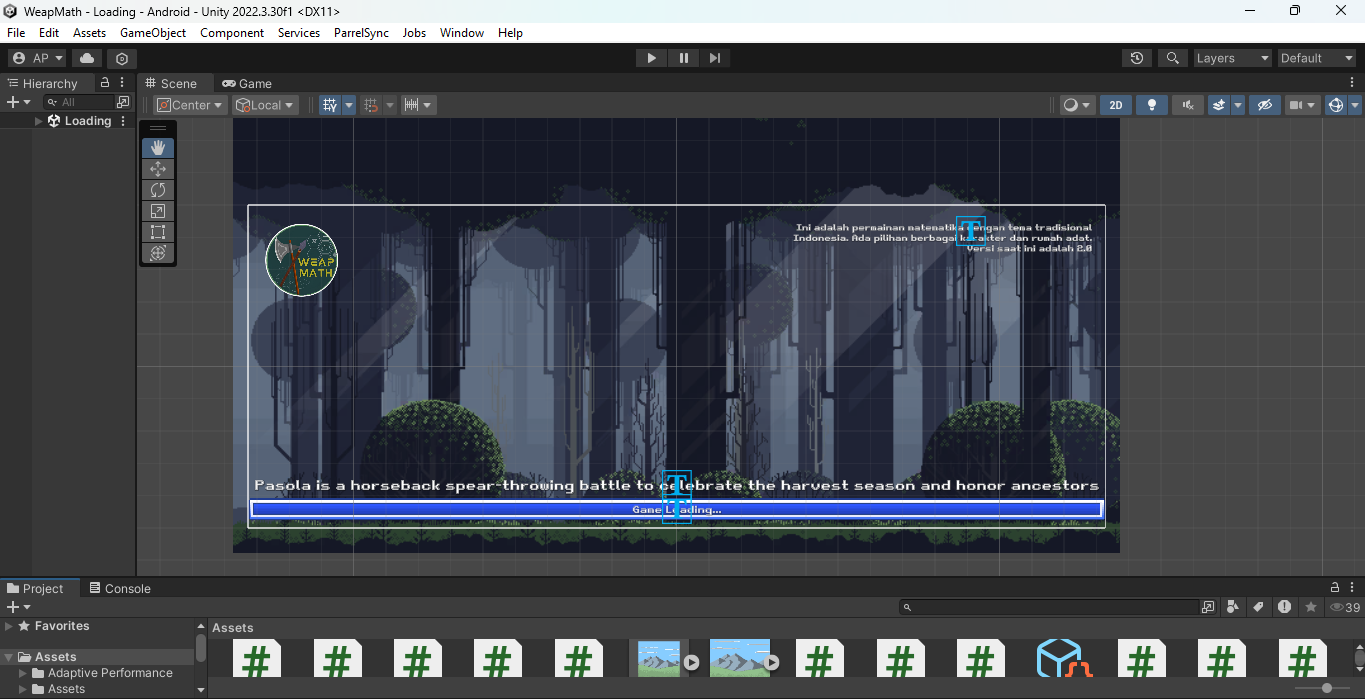 WeapMath - Loading - Android - Unity 2022.3.30f1 <DX11>
File Edit Assets GameObject Component Services ParrelSync Jobs Window Help
AP Layers Default
Hierarchy Scene Game
All Center Local 2D
Loading
Ini adalah permainan matematika dengan tema tradisional
Indonesia. Ada pilihan berbagai karakter dan rumah adat.
Versi saat ini adalah 2.0
WEAP
MATH
Pasola is a horseback spear-throwing battle to celebrate the harvest season and honor ancestors
Game Loading...
Project Console
39
Favorites
Assets
Assets
Adaptive Performance
Assets